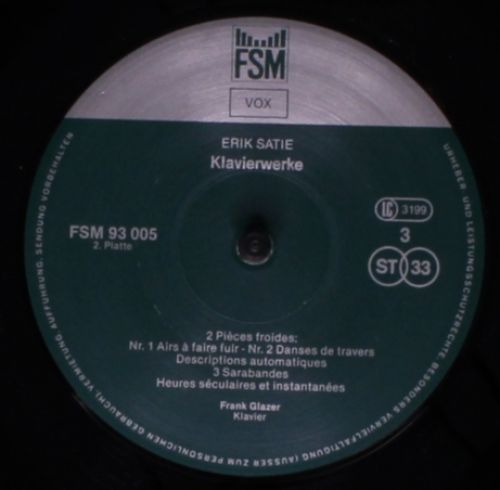 FSM
VOX
ERIK SATIE
Klavierwerke
FSM 93 005
2. Platte
LC 3199
3
ST 33
2 Pièces froides:
Nr. 1 Airs à faire fuir - Nr. 2 Danses de travers
Descriptions automatiques
3 Sarabandes
Heures séculaires et instantanées
Frank Glazer
Klavier
URHEBER- UND LEISTUNGSSCHUTZRECHTE BESONDERS VERVIELFÄLTIGUNG (AUSSER ZUM PERSÖNLICHEN GEBRAUCH), VERMIETUNG AUFFÜHRUNG, SENDUNG VORBEHALTEN